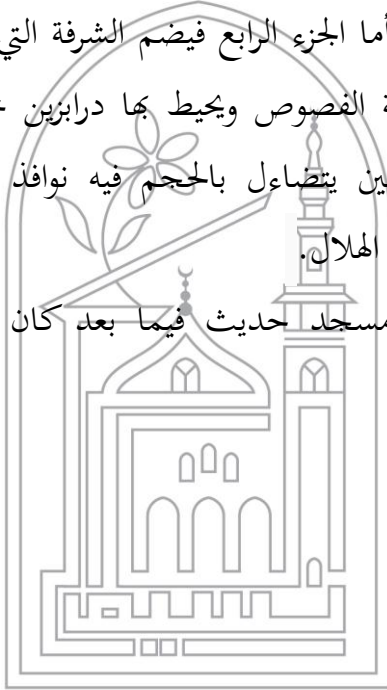 أما الجزء الرابع فيضم الشرفة التي
الفصوص ويحيط بها درابزين
يتضاءل بالحجم فيه نوافذ
الهلال.
مسجد حديث فيما بعد كان